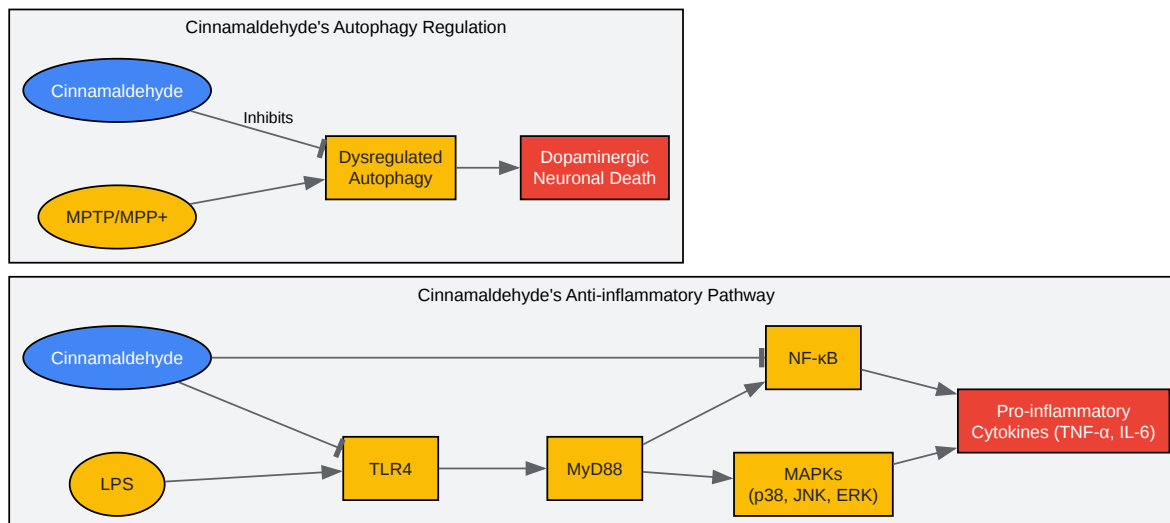 Cinnamaldehyde's Autophagy Regulation
Cinnamaldehyde
Inhibits
Dysregulated
Autophagy
Dopaminergic
Neuronal Death
MPTP/MPP+
Cinnamaldehyde's Anti-inflammatory Pathway
Cinnamaldehyde
NF-κB
Pro-inflammatory
Cytokines (TNF-α, IL-6)
LPS
TLR4
MyD88
MAPKs
(p38, JNK, ERK)